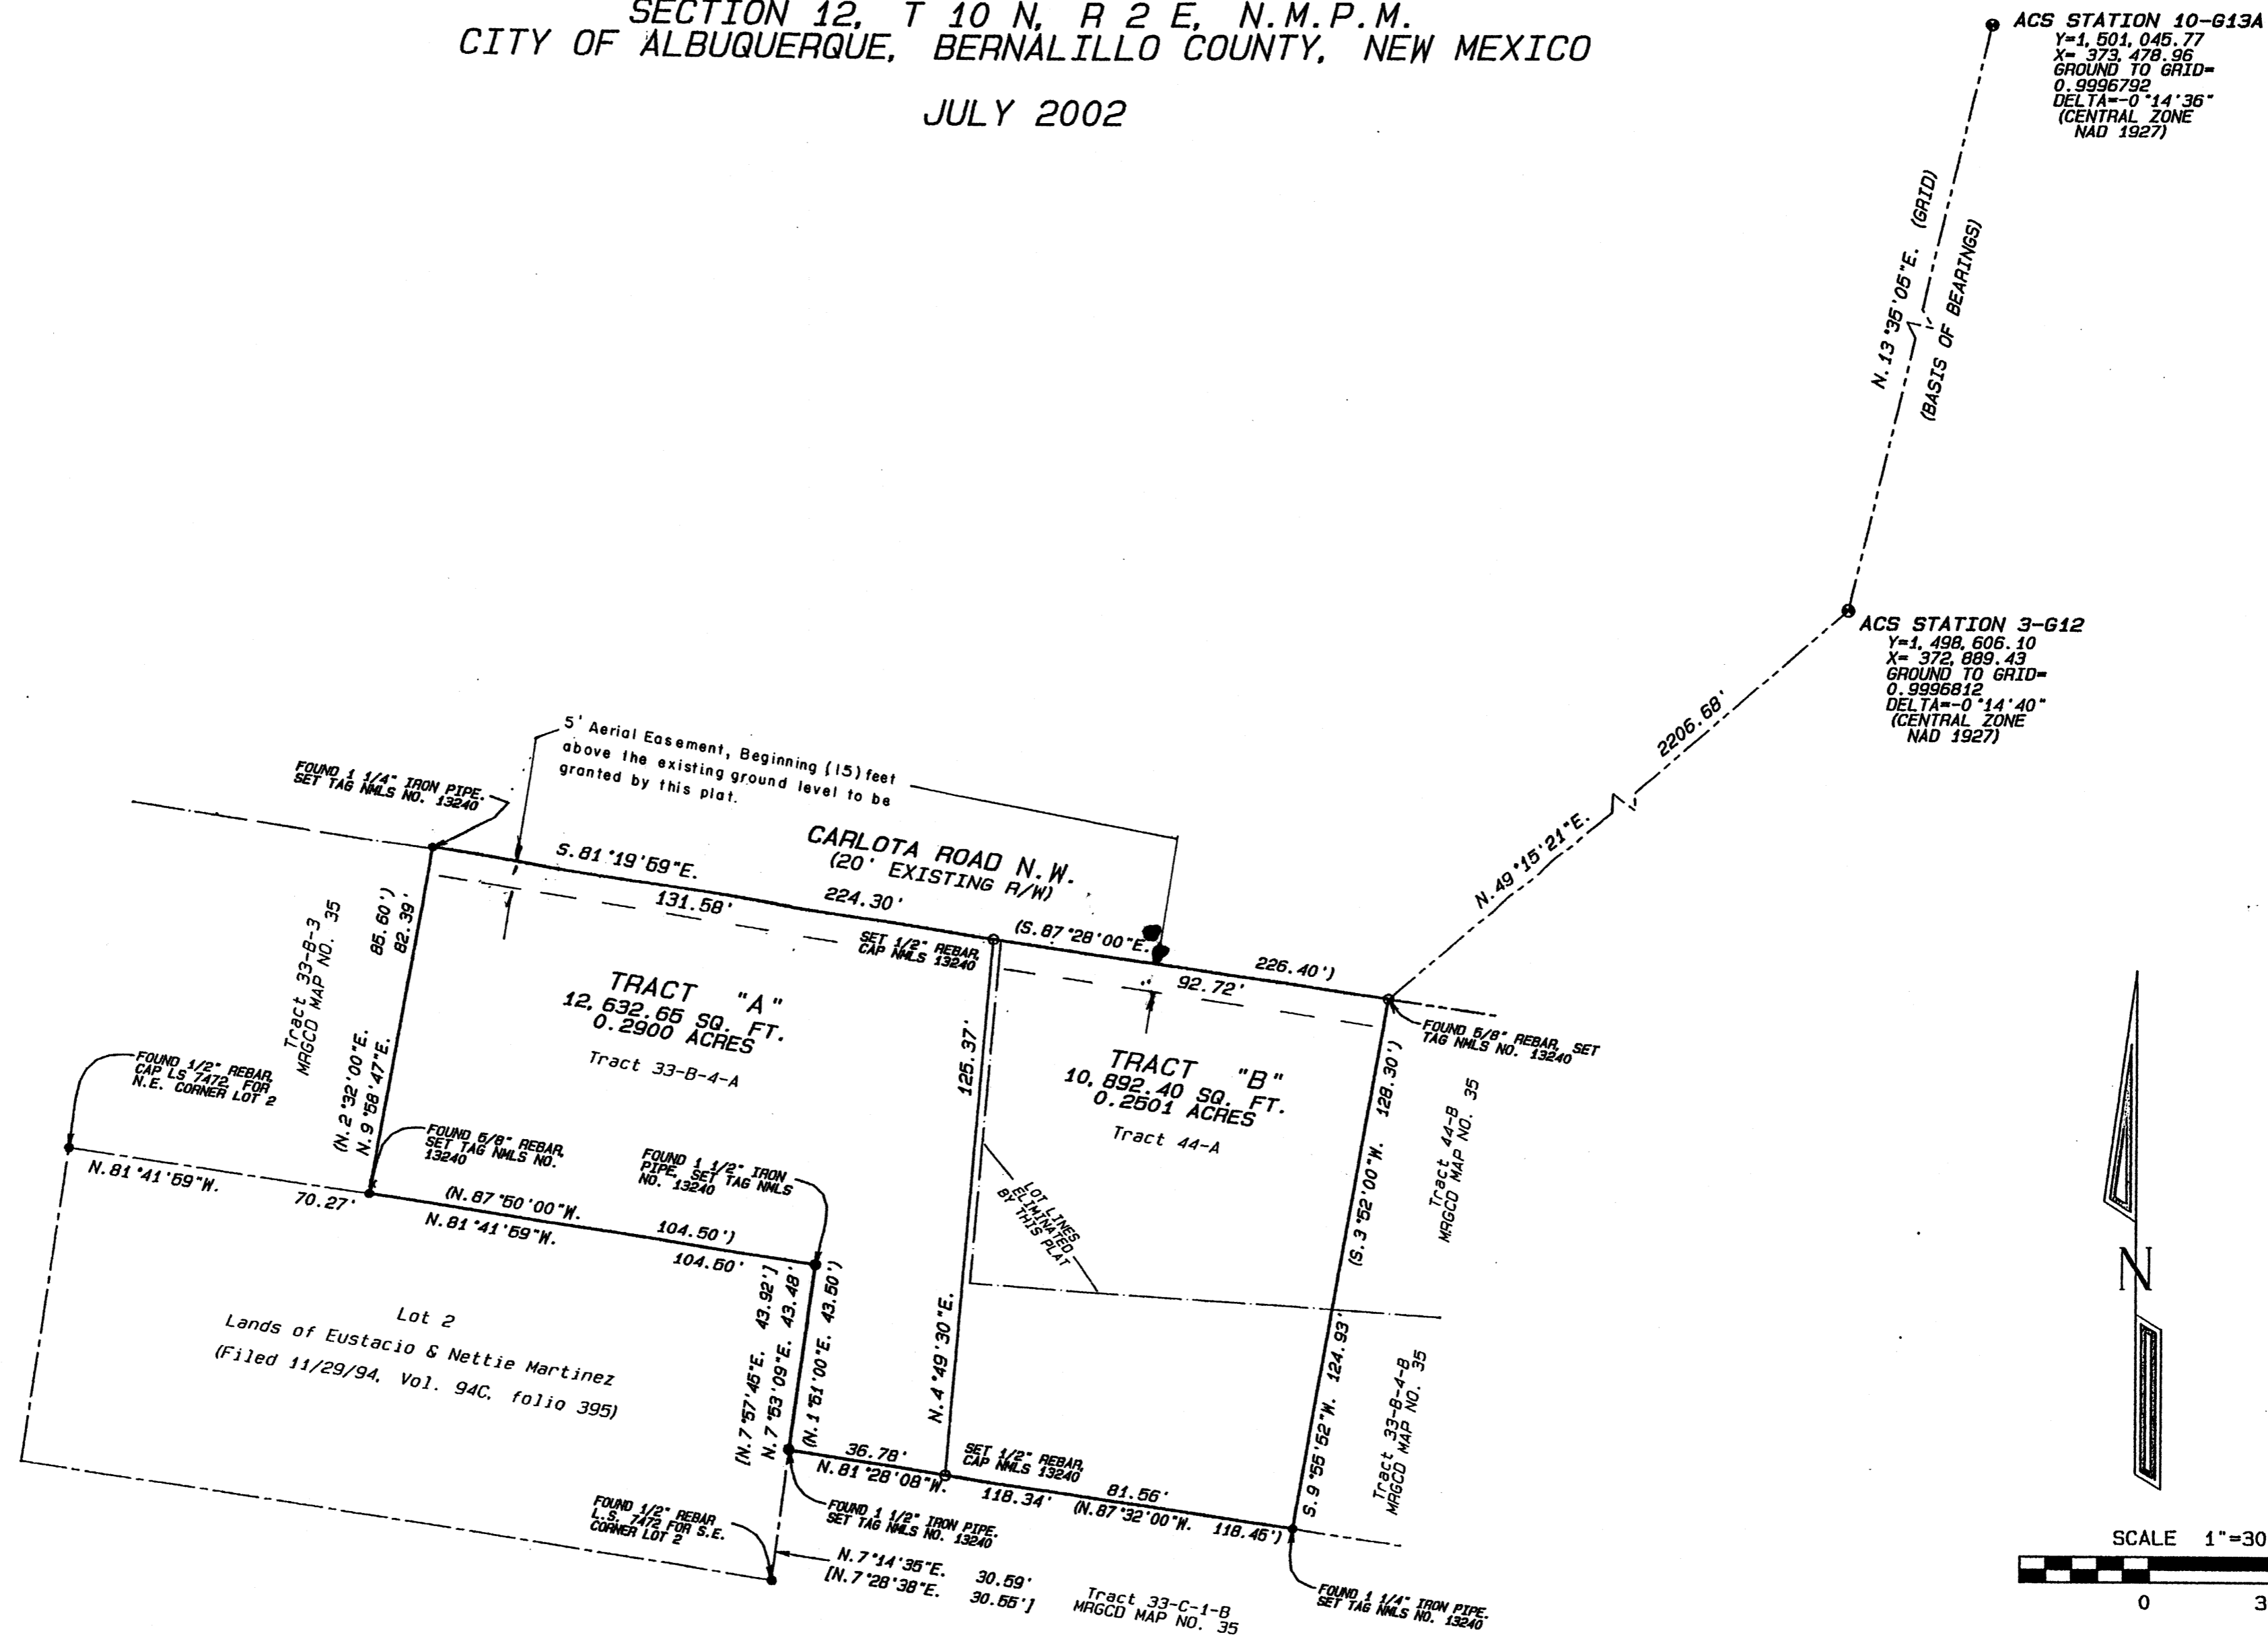 SECTION 12, T 10 N, R 2 E, N.M.P.M.
CITY OF ALBUQUERQUE, BERNALILLO COUNTY, NEW MEXICO
JULY 2002
ACS STATION 10-G13A
Y=1,501,045.77
X= 373,478.96
GROUND TO GRID=
0.9996792
DELTA=-0°14'36"
(CENTRAL ZONE
NAD 1927)
N.13°35'05"E. (GRID)
(BASIS OF BEARINGS)
ACS STATION 3-G12
Y=1,498,606.10
X= 372,889.43
GROUND TO GRID=
0.9996812
DELTA=-0°14'40"
(CENTRAL ZONE
NAD 1927)
2206.68'
N.49°15'21"E.
5' Aerial Easement, Beginning (15) feet
above the existing ground level to be
granted by this plat.
FOUND 1 1/4" IRON PIPE.
SET TAG NMLS NO. 13240
CARLOTA ROAD N.W.
(20' EXISTING R/W)
S.81°19'59"E.
224.30'
131.58'
(S.87°28'00"E.
226.40')
92.72'
SET 1/2" REBAR,
CAP NMLS 13240
FOUND 5/8" REBAR, SET
TAG NMLS NO. 13240
Tract 33-B-3
MRGCD MAP NO. 35
(N.2°32'00"E. 85.60')
N.9°58'47"E. 82.39'
TRACT "A"
12,632.65 SQ. FT.
0.2900 ACRES
Tract 33-B-4-A
125.37'
N.4°49'30"E.
TRACT "B"
10,892.40 SQ. FT.
0.2501 ACRES
Tract 44-A
(S.3°52'00"W. 128.30')
S.9°55'52"W. 124.93'
Tract 44-B
MRGCD MAP NO. 35
FOUND 1/2" REBAR,
CAP LS 7472, FOR
N.E. CORNER LOT 2
N.81°41'59"W.
70.27'
FOUND 5/8" REBAR,
SET TAG NMLS NO.
13240
FOUND 1 1/2" IRON
PIPE, SET TAG NMLS
NO. 13240
(N.87°50'00"W.
104.50')
N.81°41'59"W.
104.50'
LOT LINES
ELIMINATED
BY THIS PLAT
[N.7°57'45"E. 43.92']
N.7°53'09"E. 43.48'
(N.1°51'00"E. 43.50')
Lot 2
Lands of Eustacio & Nettie Martinez
(Filed 11/29/94, Vol. 94C, folio 395)
Tract 33-B-4-B
MRGCD MAP NO. 35
36.78'
N.81°28'08"W.
118.34'
SET 1/2" REBAR,
CAP NMLS 13240
81.56'
(N.87°32'00"W. 118.45')
FOUND 1/2" REBAR
L.S. 7472 FOR S.E.
CORNER LOT 2
FOUND 1 1/2" IRON PIPE.
SET TAG NMLS NO. 13240
N.7°14'35"E. 30.59'
[N.7°28'38"E. 30.55']
Tract 33-C-1-B
MRGCD MAP NO. 35
FOUND 1 1/4" IRON PIPE.
SET TAG NMLS NO. 13240
N
SCALE 1"=30
0 3